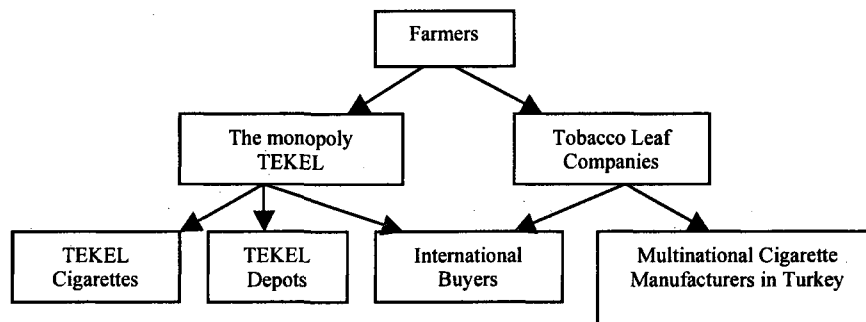 Farmers
The monopoly
TEKEL
Tobacco Leaf
Companies
TEKEL
Cigarettes
TEKEL
Depots
International
Buyers
Multinational Cigarette
Manufacturers in Turkey